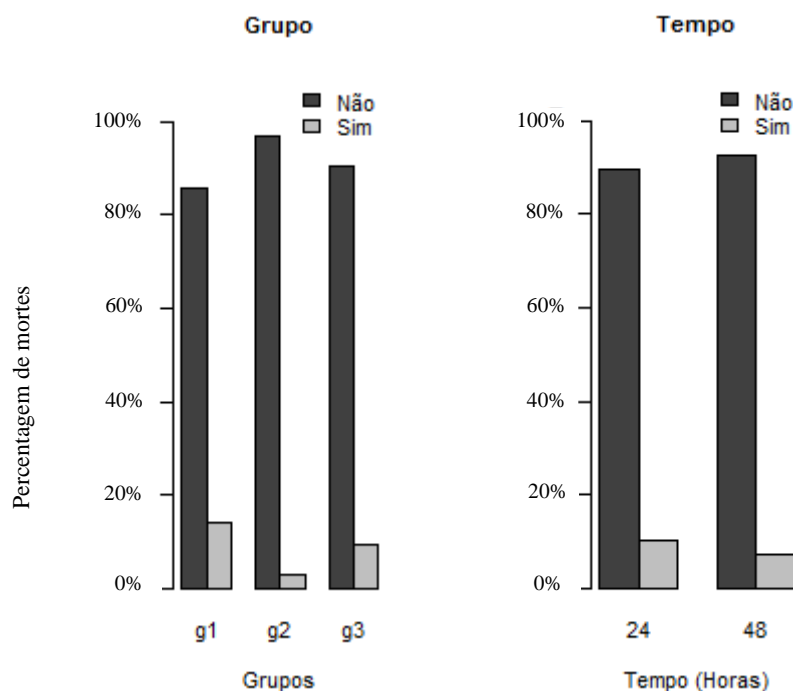 Grupo
Não
Sim
100%
80%
60%
40%
20%
0%
Percentagem de mortes
g1 g2 g3
Grupos
Tempo
Não
Sim
100%
80%
60%
40%
20%
0%
24 48
Tempo (Horas)